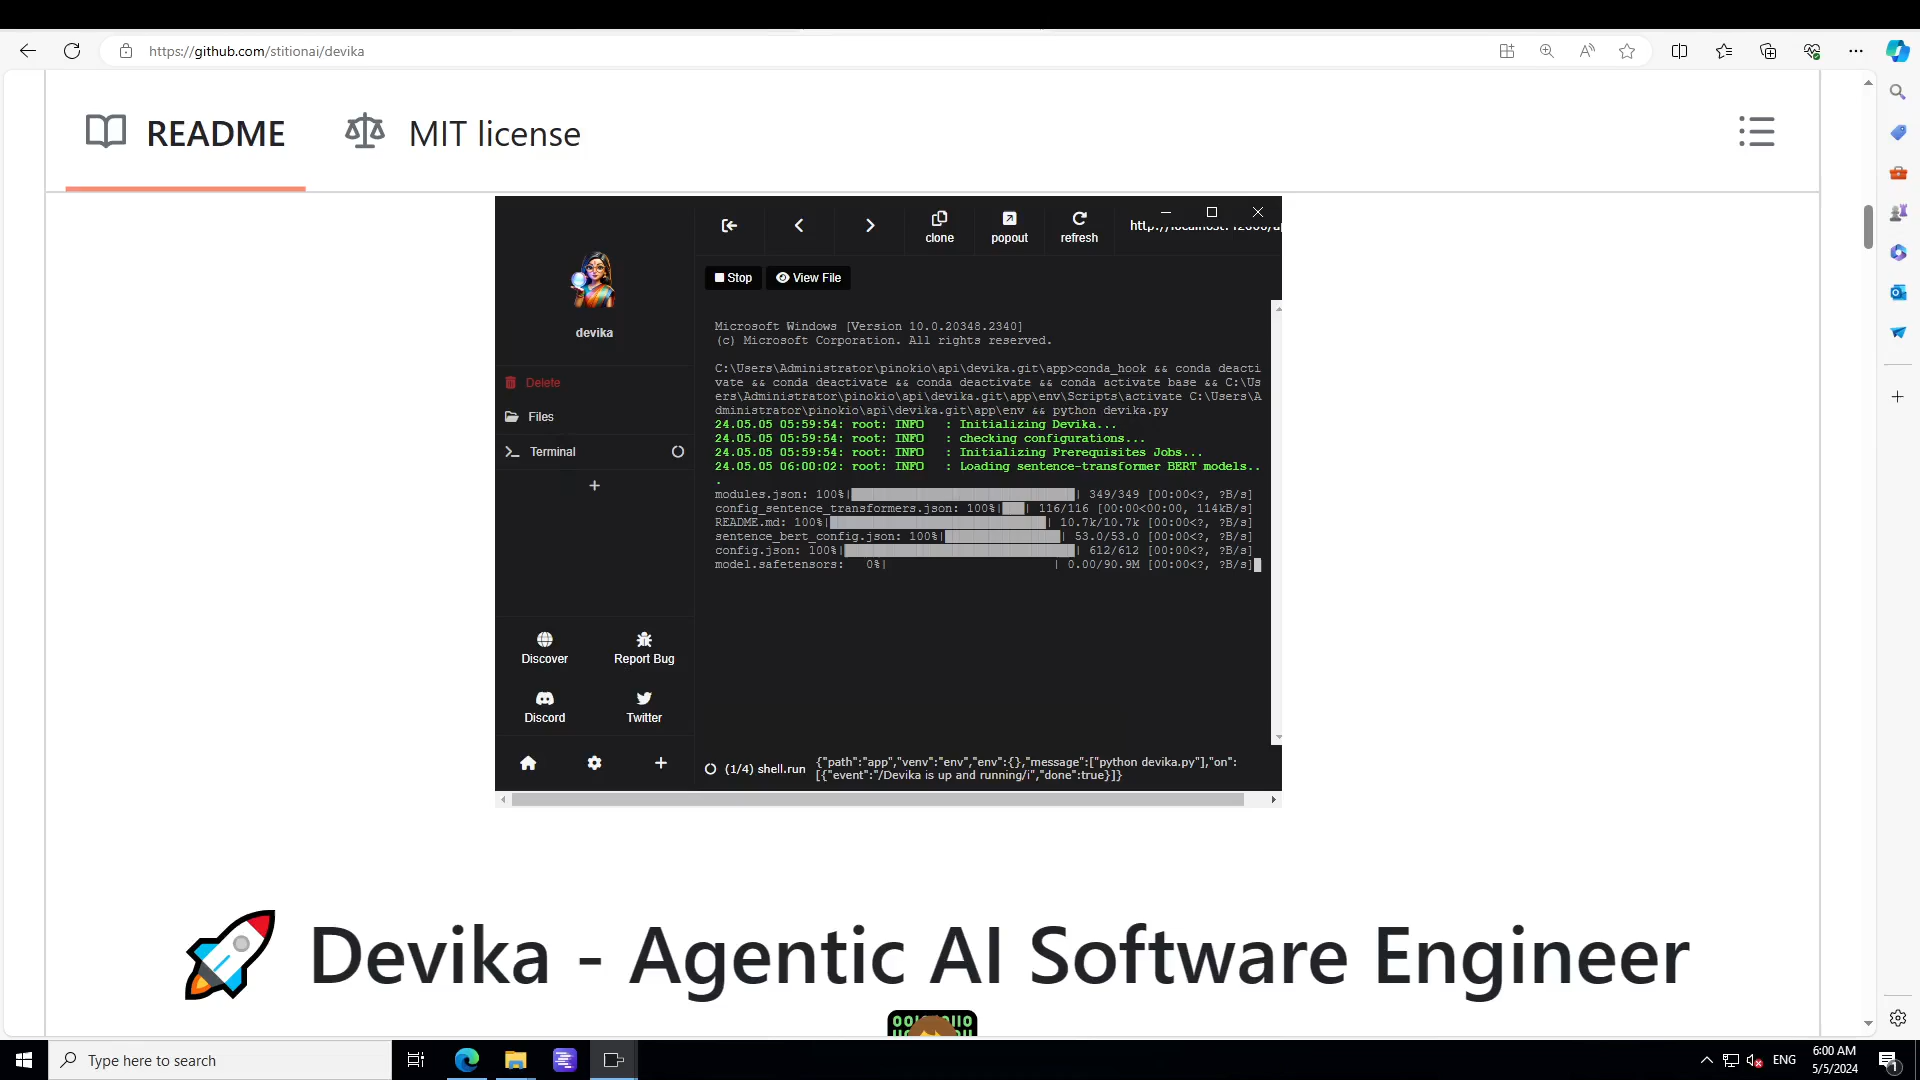 https://github.com/stitionai/devika
README
MIT license
clone
popout
refresh
Stop
View File
devika
Delete
Files
Terminal
Discover
Report Bug
Discord
Twitter
Microsoft Windows [Version 10.0.20348.2340]
(c) Microsoft Corporation. All rights reserved.
C:\Users\Administrator\pinokio\api\devika.git\app>conda_hook && conda deacti
vate && conda deactivate && conda deactivate && conda activate base && C:\Us
ers\Administrator\pinokio\api\devika.git\app\env\Scripts\activate C:\Users\A
dministrator\pinokio\api\devika.git\app\env && python devika.py
24.05.05 05:59:54: root: INFO   : Initializing Devika...
24.05.05 05:59:54: root: INFO   : checking configurations...
24.05.05 05:59:54: root: INFO   : Initializing Prerequisites Jobs...
24.05.05 06:00:02: root: INFO   : Loading sentence-transformer BERT models..
.
modules.json: 100%| | 349/349 [00:00<?, ?B/s]
config_sentence_transformers.json: 100%| | 116/116 [00:00<00:00, 114kB/s]
README.md: 100%| | 10.7k/10.7k [00:00<?, ?B/s]
sentence_bert_config.json: 100%| | 53.0/53.0 [00:00<?, ?B/s]
config.json: 100%| | 612/612 [00:00<?, ?B/s]
model.safetensors:   0%| | 0.00/90.9M [00:00<?, ?B/s]
(1/4) shell.run
{"path":"app","venv":"env","env":{},"message":["python devika.py"],"on":
[{"event":"/Devika is up and running/i","done":true}]}
Devika - Agentic AI Software Engineer
Type here to search
ENG
6:00 AM
5/5/2024
1